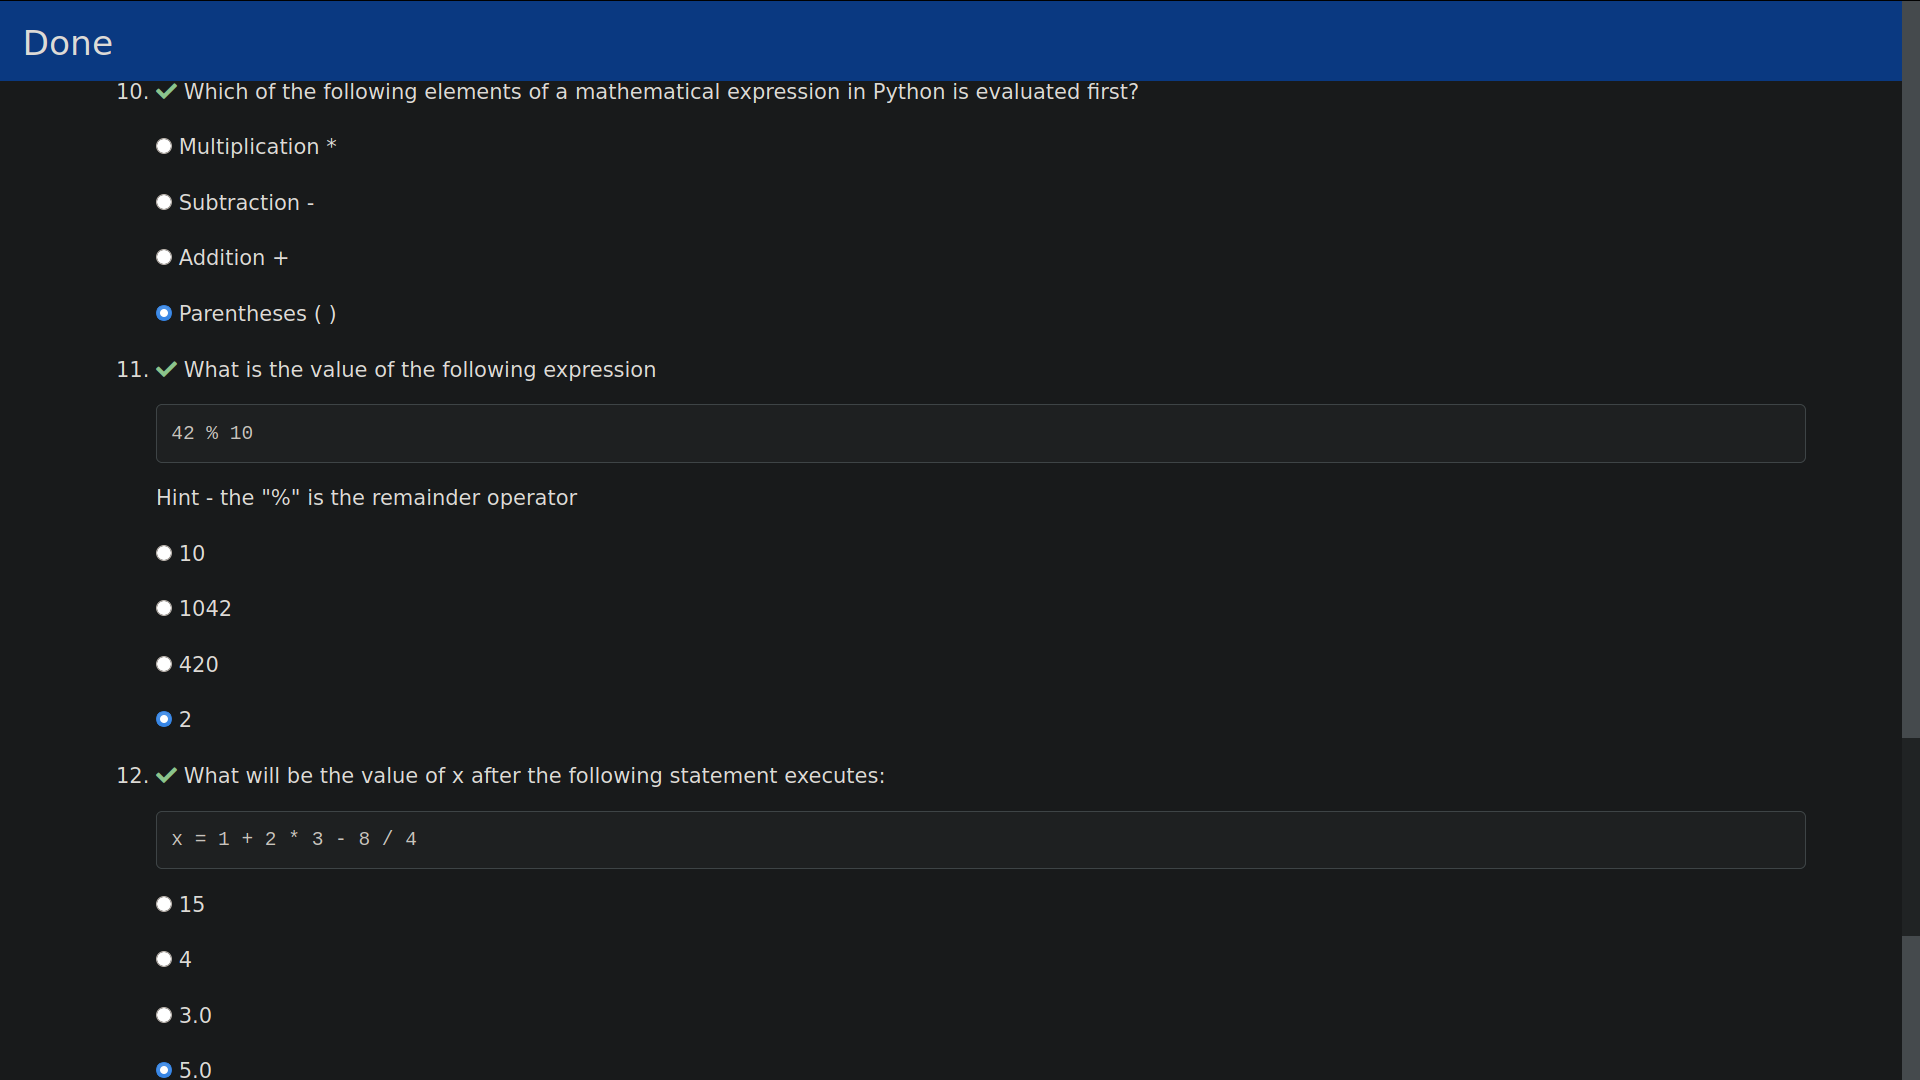 Done
10. Which of the following elements of a mathematical expression in Python is evaluated first?
Multiplication *
Subtraction -
Addition +
Parentheses ( )
11. What is the value of the following expression
42 % 10
Hint - the "%" is the remainder operator
10
1042
420
2
12. What will be the value of x after the following statement executes:
x = 1 + 2 * 3 - 8 / 4
15
4
3.0
5.0